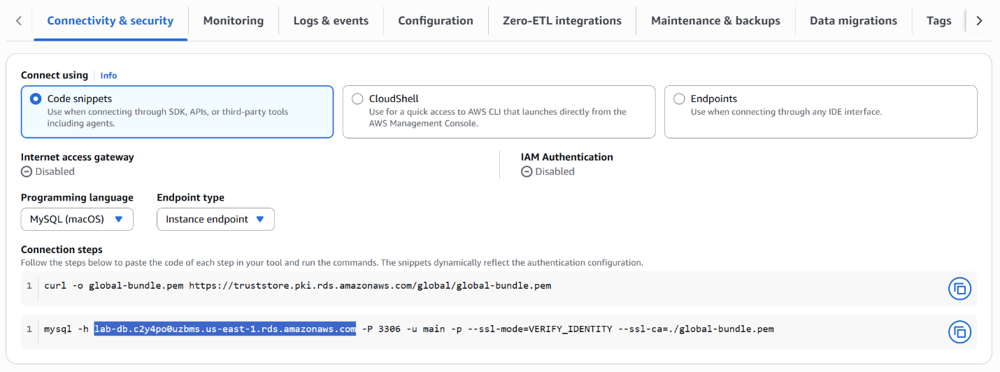 Connectivity & security Monitoring Logs & events Configuration Zero-ETL integrations Maintenance & backups Data migrations Tags
Connect using Info
Code snippets
Use when connecting through SDK, APIs, or third-party tools
including agents.
CloudShell
Use for a quick access to AWS CLI that launches directly from the
AWS Management Console.
Endpoints
Use when connecting through any IDE interface.
Internet access gateway
Disabled
IAM Authentication
Disabled
Programming language
MySQL (macOS)
Endpoint type
Instance endpoint
Connection steps
Follow the steps below to paste the code of each step in your tool and run the commands. The snippets dynamically reflect the authentication configuration.
1 curl -o global-bundle.pem https://truststore.pki.rds.amazonaws.com/global/global-bundle.pem
1 mysql -h lab-db.c2y4po0uzbms.us-east-1.rds.amazonaws.com -P 3306 -u main -p --ssl-mode=VERIFY_IDENTITY --ssl-ca=./global-bundle.pem